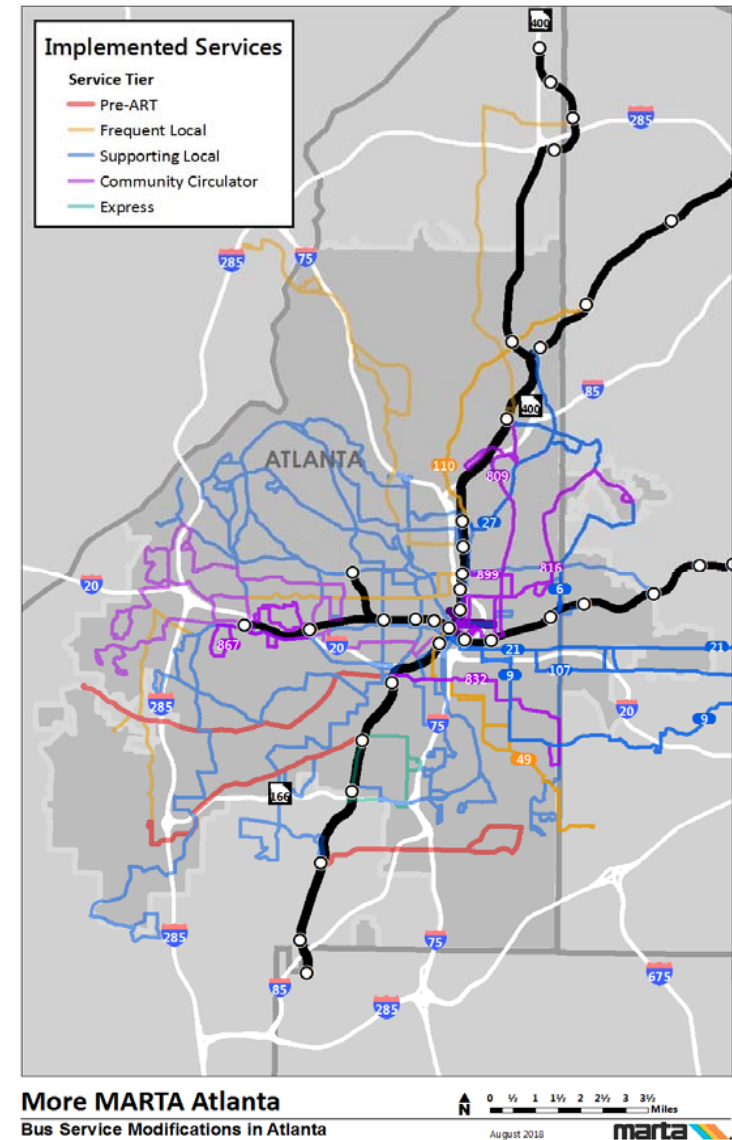 Implemented Services
Service Tier
Pre-ART
Frequent Local
Supporting Local
Community Circulator
Express
400
285
285
75
85
400
ATLANTA
110
809
27
899
816
20
6
867
20
21
21
9
107
832
285
75
20
9
49
166
285
75
85
675
285
More MARTA Atlanta
Bus Service Modifications in Atlanta
N
0 ½ 1 1½ 2 2½ 3 3½
Miles
August 2018
marta